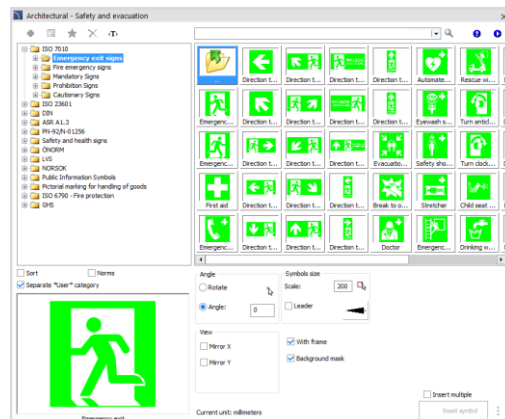 Architectural - Safety and evacuation
ISO 7010
Emergency exit signs
Fire emergency signs
Mandatory Signs
Prohibition Signs
Cautionary Signs
ISO 23601
DIN
ASR A1.3
PN-92/N-01256
Safety and health signs
ÖNORM
LVS
NORSOK
Public Information Symbols
Pictorial marking for handling of goods
ISO 6790 - Fire protection
GHS
..
Direction t...
Direction t...
Direction t...
Direction t...
Automate...
Rescue wi...
Emergenc...
Direction t...
Direction t...
Direction t...
Direction t...
Eyewash s...
Turn anticl...
Emergenc...
Direction t...
Direction t...
Direction t...
Evacuatio...
Safety sho...
Turn clock...
First aid
Direction t...
Direction t...
Direction t...
Break to o...
Stretcher
Child seat ...
Emergenc...
Direction t...
Direction t...
Direction t...
Doctor
Emergenc...
Drinking w...
Sort
Norms
Separate "User" category
Emergency exit
Angle
Rotate
Angle:
0
Symbols size
Scale:
200
Leader
View
Mirror X
Mirror Y
With frame
Background mask
Current unit: milimeters
Insert multiple
Insert symbol